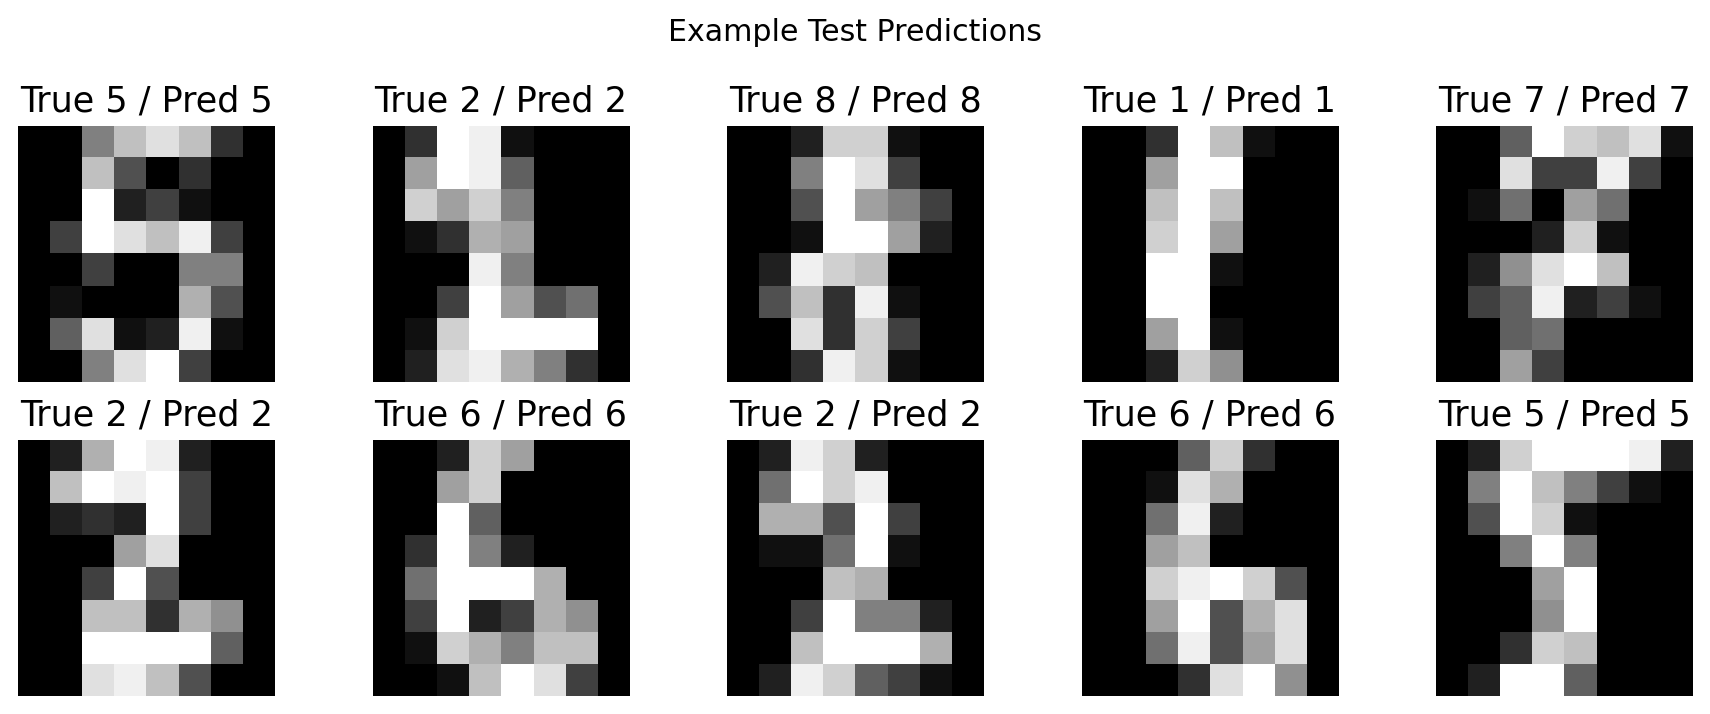 Example Test Predictions
True 5 / Pred 5
True 2 / Pred 2
True 8 / Pred 8
True 1 / Pred 1
True 7 / Pred 7
True 2 / Pred 2
True 6 / Pred 6
True 2 / Pred 2
True 6 / Pred 6
True 5 / Pred 5